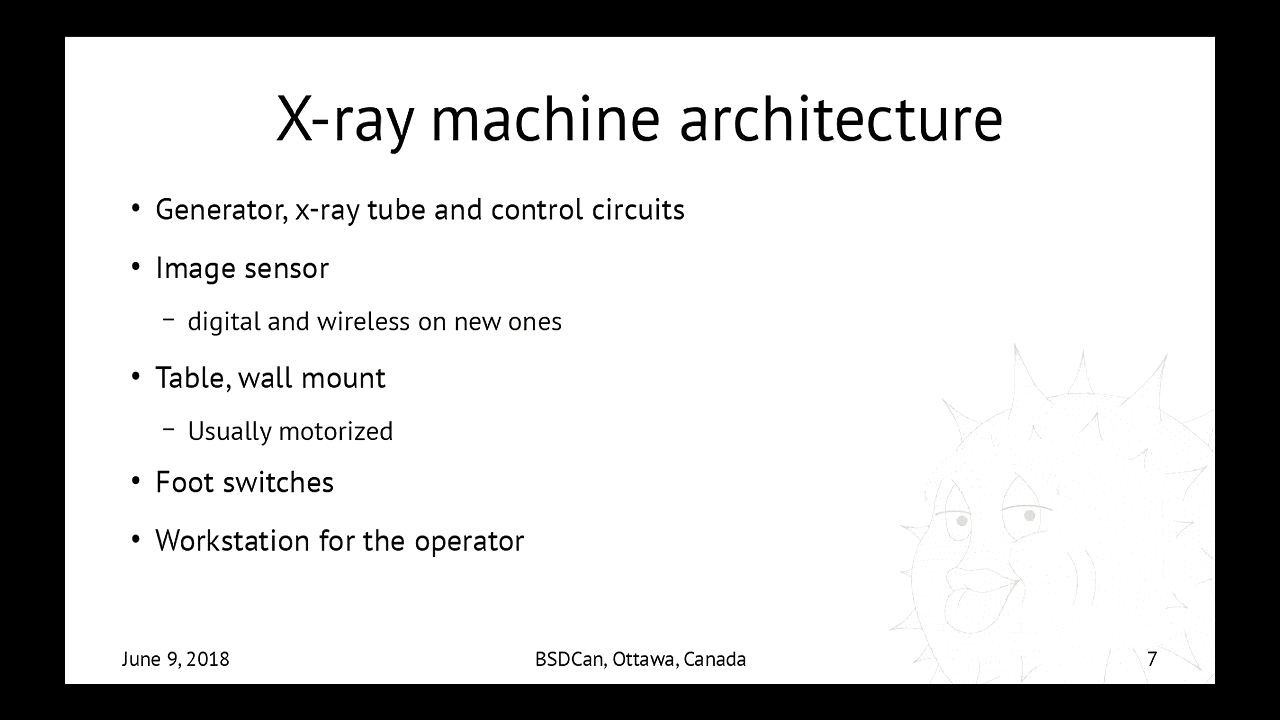 X-ray machine architecture
• Generator, x-ray tube and control circuits
• Image sensor
– digital and wireless on new ones
• Table, wall mount
– Usually motorized
• Foot switches
• Workstation for the operator
June 9, 2018
BSDCan, Ottawa, Canada
7